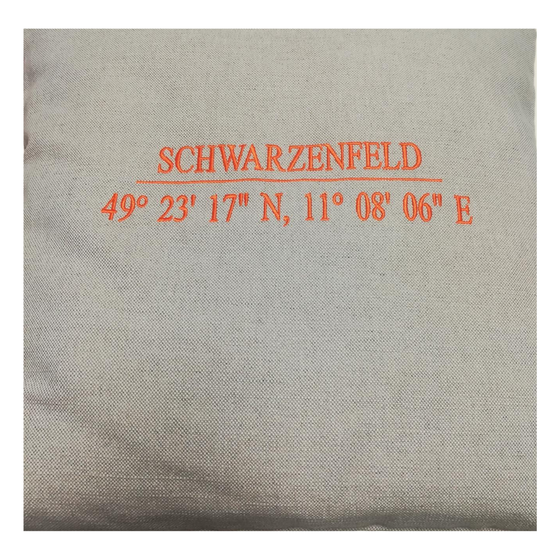 SCHWARZENFELD
49° 23' 17" N, 11° 08' 06" E